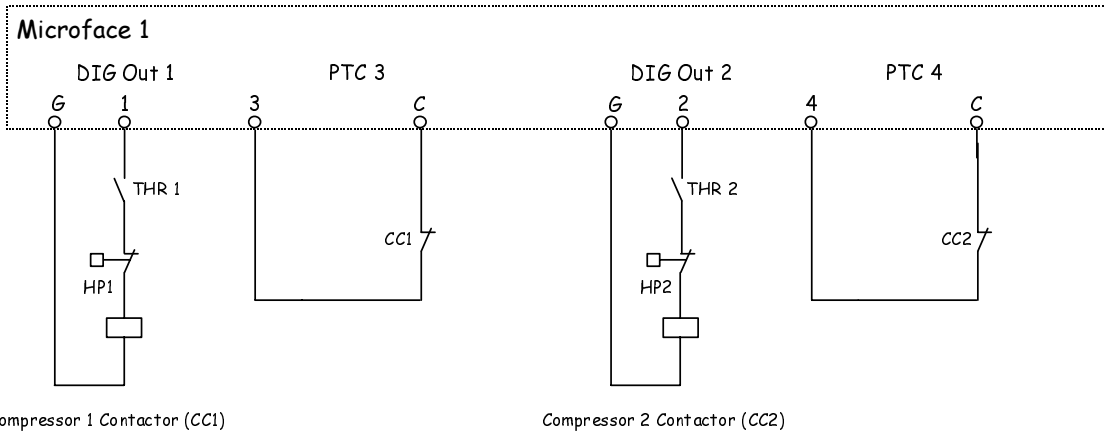 Microface 1
DIG Out 1 PTC 3 DIG Out 2 PTC 4
G 1 3 C G 2 4 C
THR 1 THR 2
CC1 CC2
HP1 HP2
ompressor 1 Contactor (CC1) Compressor 2 Contactor (CC2)